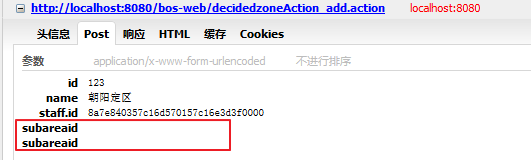 http://localhost:8080/bos-web/decidedzoneAction_add.action localhost:8080
头信息 Post 响应 HTML 缓存 Cookies
参数 application/x-www-form-urlencoded 不进行排序
id 123
name 朝阳定区
staff.id 8a7e840357c16d570157c16e3d3f0000
subareaid
subareaid